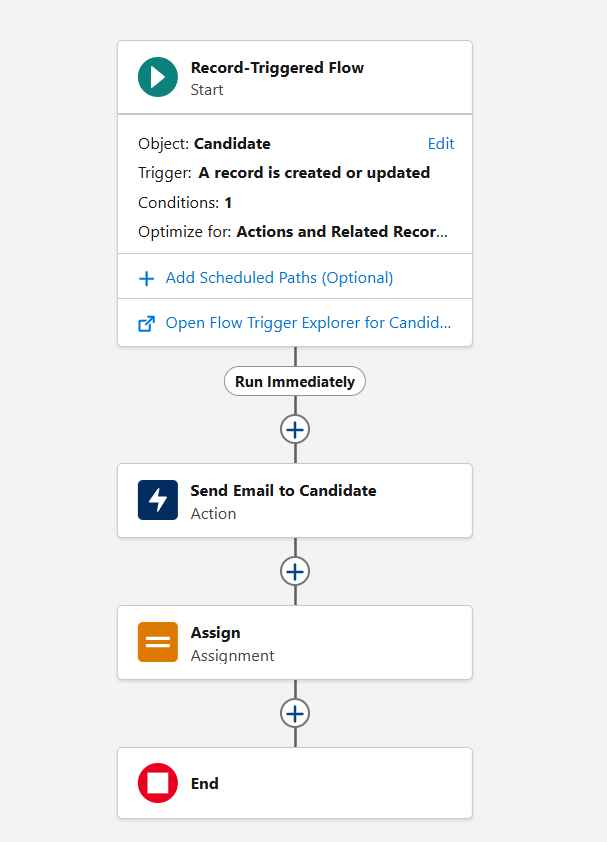 Record-Triggered Flow
Start
Object: Candidate Edit
Trigger: A record is created or updated
Conditions: 1
Optimize for: Actions and Related Recor...
Add Scheduled Paths (Optional)
Open Flow Trigger Explorer for Candid...
Run Immediately
Send Email to Candidate
Action
Assign
Assignment
End